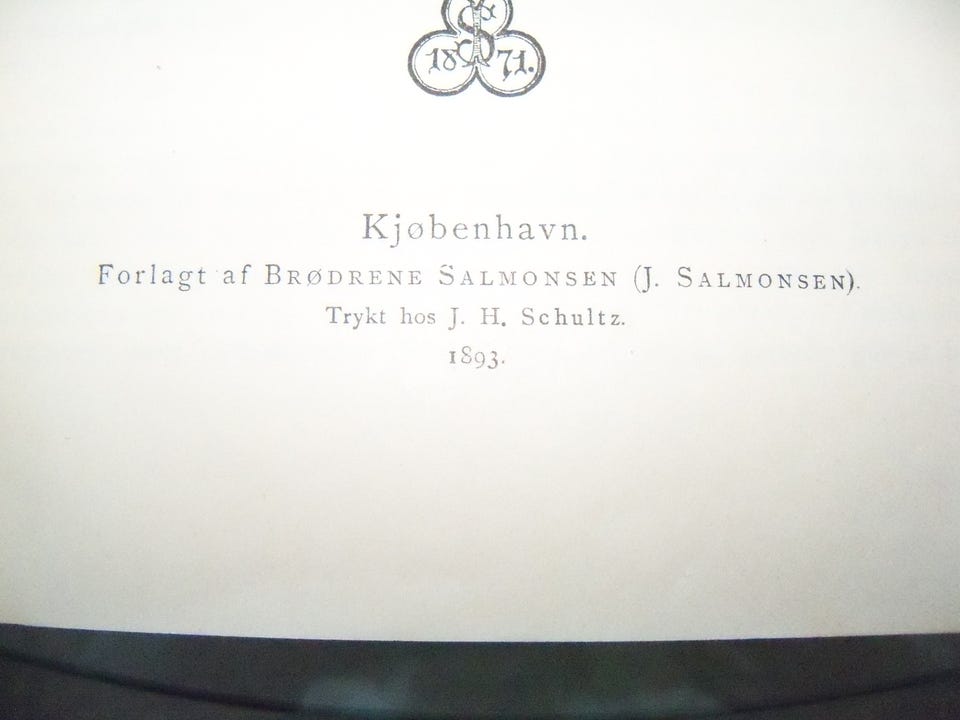 S
1871.
Kjøbenhavn.
Forlagt af BRØDRENE SALMONSEN (J. SALMONSEN).
Trykt hos J. H. Schultz.
1893.